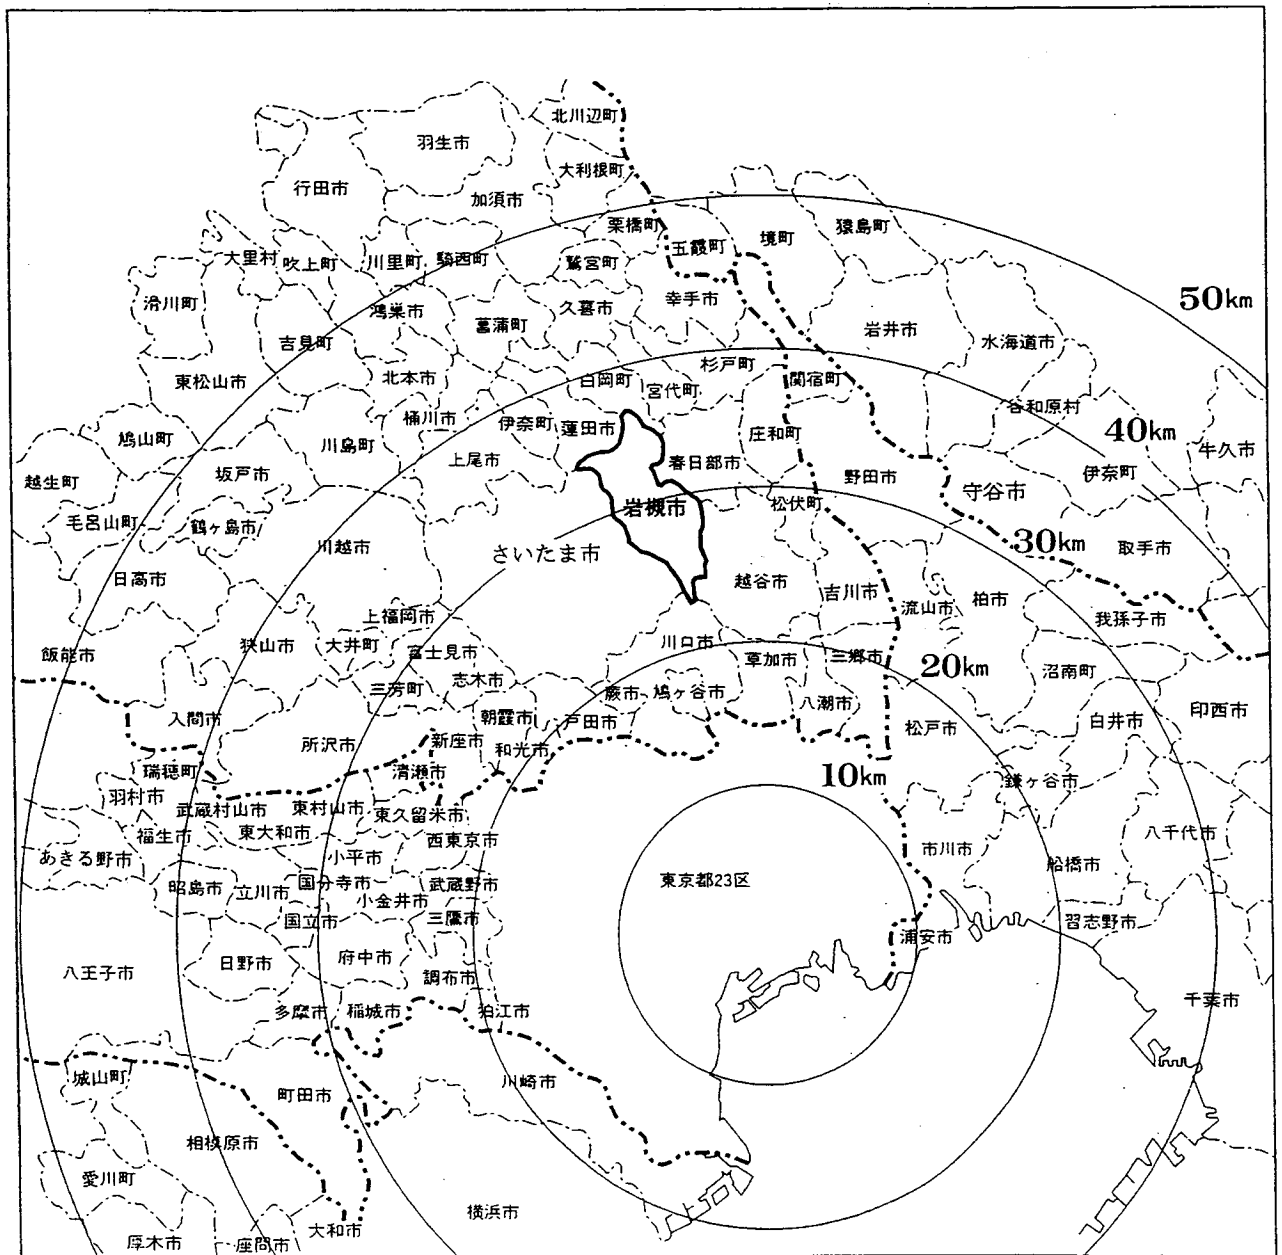 北川辺町
羽生市
大利根町
行田市
加須市
栗橋町
五霞町
境町
猿島町
大里村
吹上町
川里町
騎西町
鷲宮町
50km
滑川町
鴻巣市
菖蒲町
久喜市
幸手市
岩井市
水海道市
吉見町
東松山市
北本市
白岡町
宮代町
杉戸町
関宿町
谷和原村
鳩山町
川島町
桶川市
伊奈町
蓮田市
庄和町
40km
牛久市
越生町
坂戸市
上尾市
春日部市
野田市
守谷市
伊奈町
毛呂山町
鶴ヶ島市
岩槻市
松伏町
川越市
さいたま市
30km
取手市
日高市
越谷市
吉川市
流山市
柏市
我孫子市
上福岡市
飯能市
狭山市
大井町
富士見市
川口市
草加市
三郷市
20km
沼南町
三芳町
志木市
蕨市
鳩ヶ谷市
八潮市
入間市
朝霞市
戸田市
松戸市
白井市
印西市
所沢市
新座市
和光市
瑞穂町
清瀬市
10km
鎌ヶ谷市
羽村市
武蔵村山市
東村山市
東久留米市
福生市
東大和市
西東京市
八千代市
あきる野市
小平市
市川市
船橋市
昭島市
立川市
国分寺市
武蔵野市
東京都23区
小金井市
国立市
三鷹市
習志野市
浦安市
八王子市
日野市
府中市
調布市
千葉市
多摩市
稲城市
狛江市
城山町
町田市
川崎市
相模原市
愛川町
横浜市
厚木市
座間市
大和市